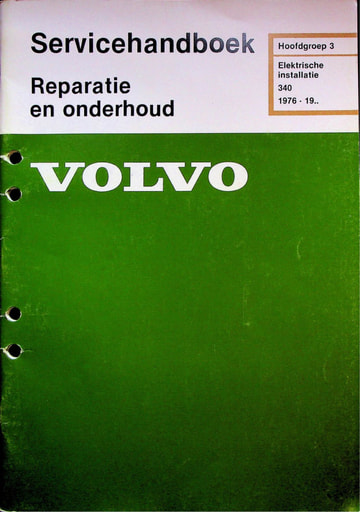 Servicehandboek
Reparatie
en onderhoud
Hoofdgroep 3
Elektrische
installatie
340
1976 - 19..
VOLVO